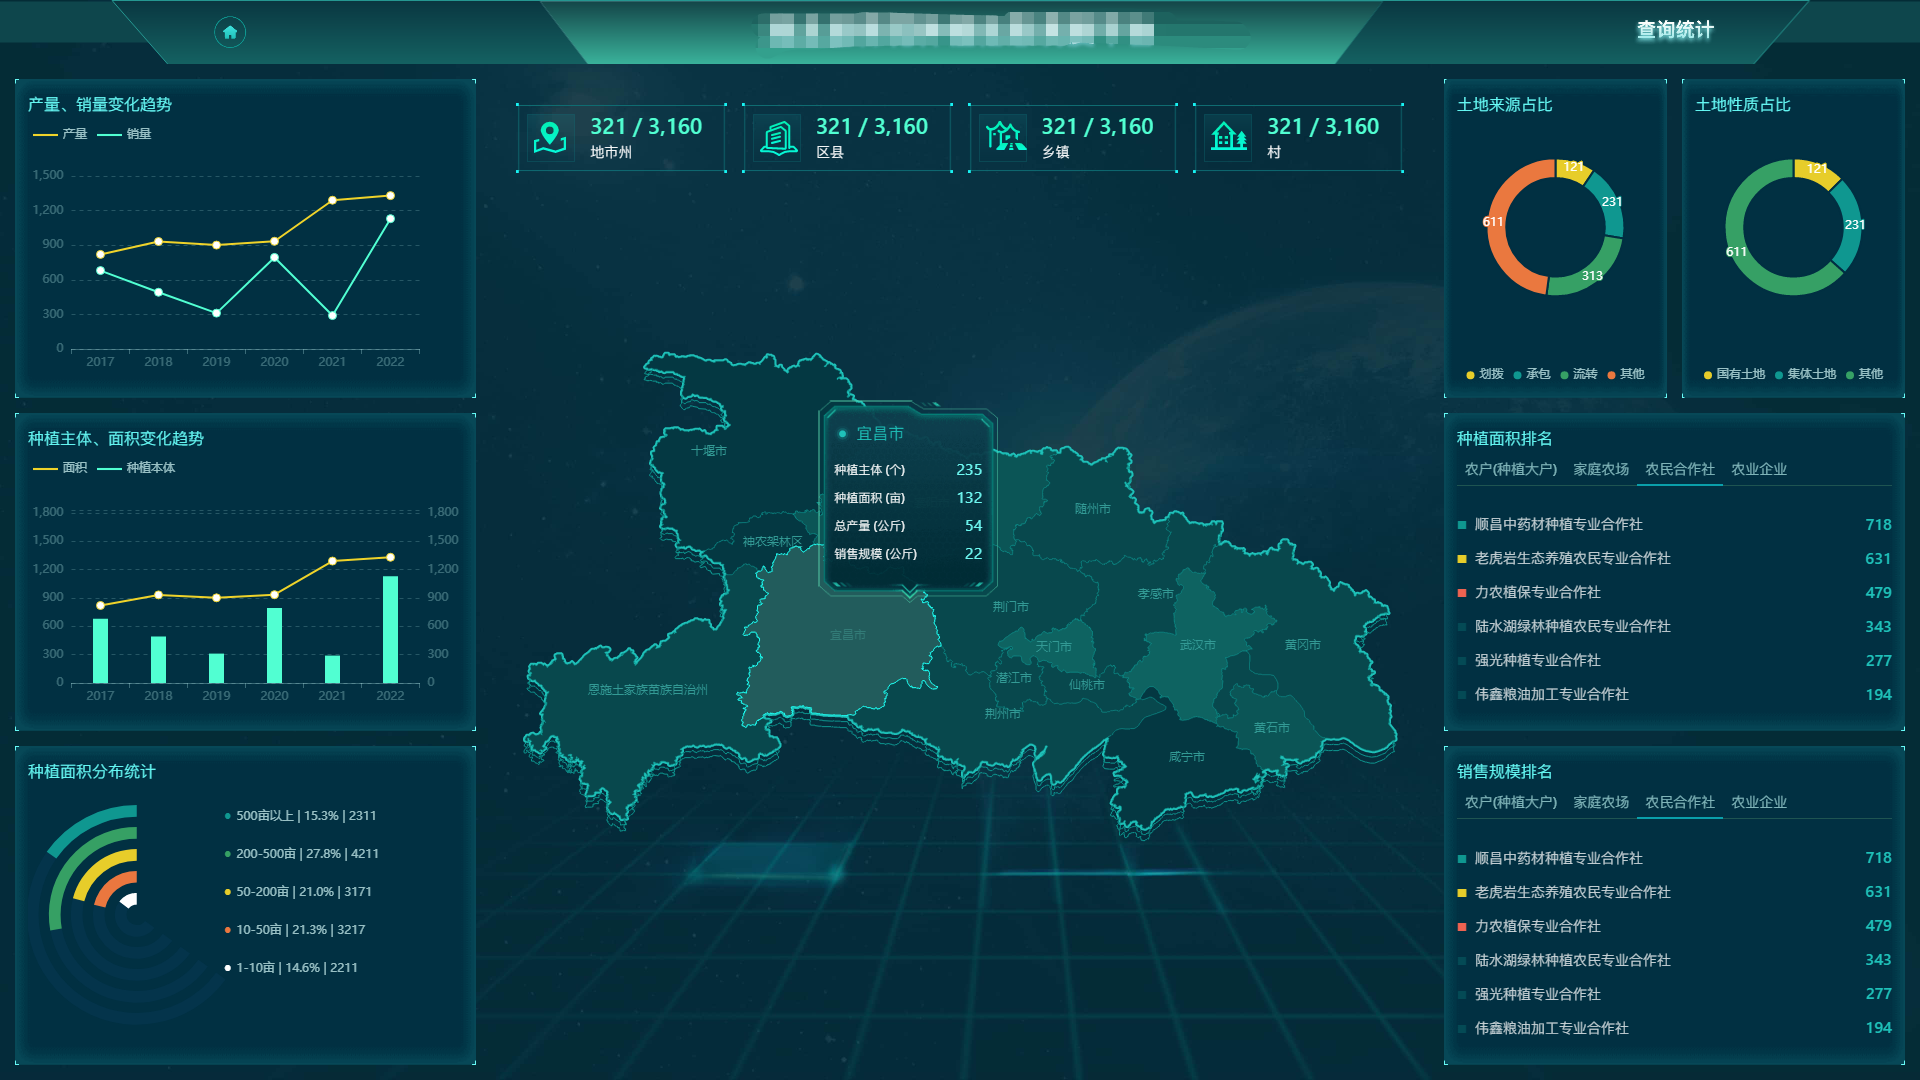 查询统计
产量、销量变化趋势
产量 销量
1,500
1,200
900
600
300
0
2017 2018 2019 2020 2021 2022
种植主体、面积变化趋势
面积 种植本体
1,800 1,800
1,500 1,500
1,200 1,200
900 900
600 600
300 300
0 0
2017 2018 2019 2020 2021 2022
种植面积分布统计
500亩以上 | 15.3% | 2311
200-500亩 | 27.8% | 4211
50-200亩 | 21.0% | 3171
10-50亩 | 21.3% | 3217
1-10亩 | 14.6% | 2211
321 / 3,160
地市州
321 / 3,160
区县
321 / 3,160
乡镇
321 / 3,160
村
十堰市
神农架林区
宜昌市
种植主体 (个) 235
种植面积 (亩) 132
总产量 (公斤) 54
销售规模 (公斤) 22
随州市
荆门市
孝感市
宜昌市
天门市
武汉市
黄冈市
潜江市
仙桃市
恩施土家族苗族自治州
荆州市
黄石市
咸宁市
土地来源占比
121
231
611
313
划拨 承包 流转 其他
土地性质占比
121
231
611
国有土地 集体土地 其他
种植面积排名
农户(种植大户) 家庭农场 农民合作社 农业企业
顺昌中药材种植专业合作社 718
老虎岩生态养殖农民专业合作社 631
力农植保专业合作社 479
陆水湖绿林种植农民专业合作社 343
强光种植专业合作社 277
伟鑫粮油加工专业合作社 194
销售规模排名
农户(种植大户) 家庭农场 农民合作社 农业企业
顺昌中药材种植专业合作社 718
老虎岩生态养殖农民专业合作社 631
力农植保专业合作社 479
陆水湖绿林种植农民专业合作社 343
强光种植专业合作社 277
伟鑫粮油加工专业合作社 194